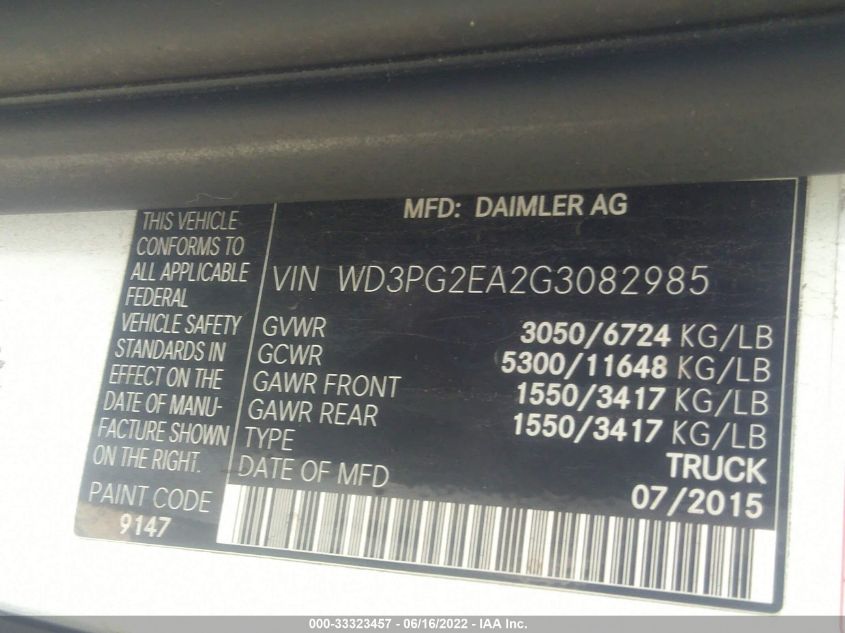 MFD: DAIMLER AG
THIS VEHICLE
CONFORMS TO
ALL APPLICABLE
FEDERAL
VEHICLE SAFETY
STANDARDS IN
EFFECT ON THE
DATE OF MANU-
FACTURE SHOWN
ON THE RIGHT.
PAINT CODE
9147
VIN WD3PG2EA2G3082985
GVWR 3050/6724 KG/LB
GCWR 5300/11648 KG/LB
GAWR FRONT 1550/3417 KG/LB
GAWR REAR 1550/3417 KG/LB
TYPE TRUCK
DATE OF MFD 07/2015
000-33323457 - 06/16/2022 - IAA Inc.